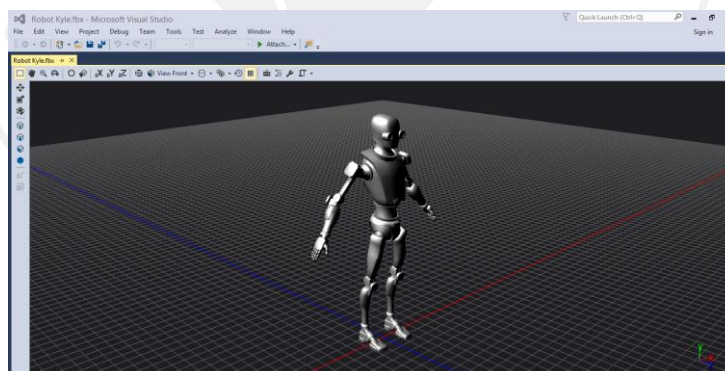 Robot Kyle.fbx - Microsoft Visual Studio
Quick Launch (Ctrl+Q)
File Edit View Project Debug Team Tools Test Analyze Window Help
Sign in
Attach...
Robot Kyle.fbx
X Y Z View Front
Y
X